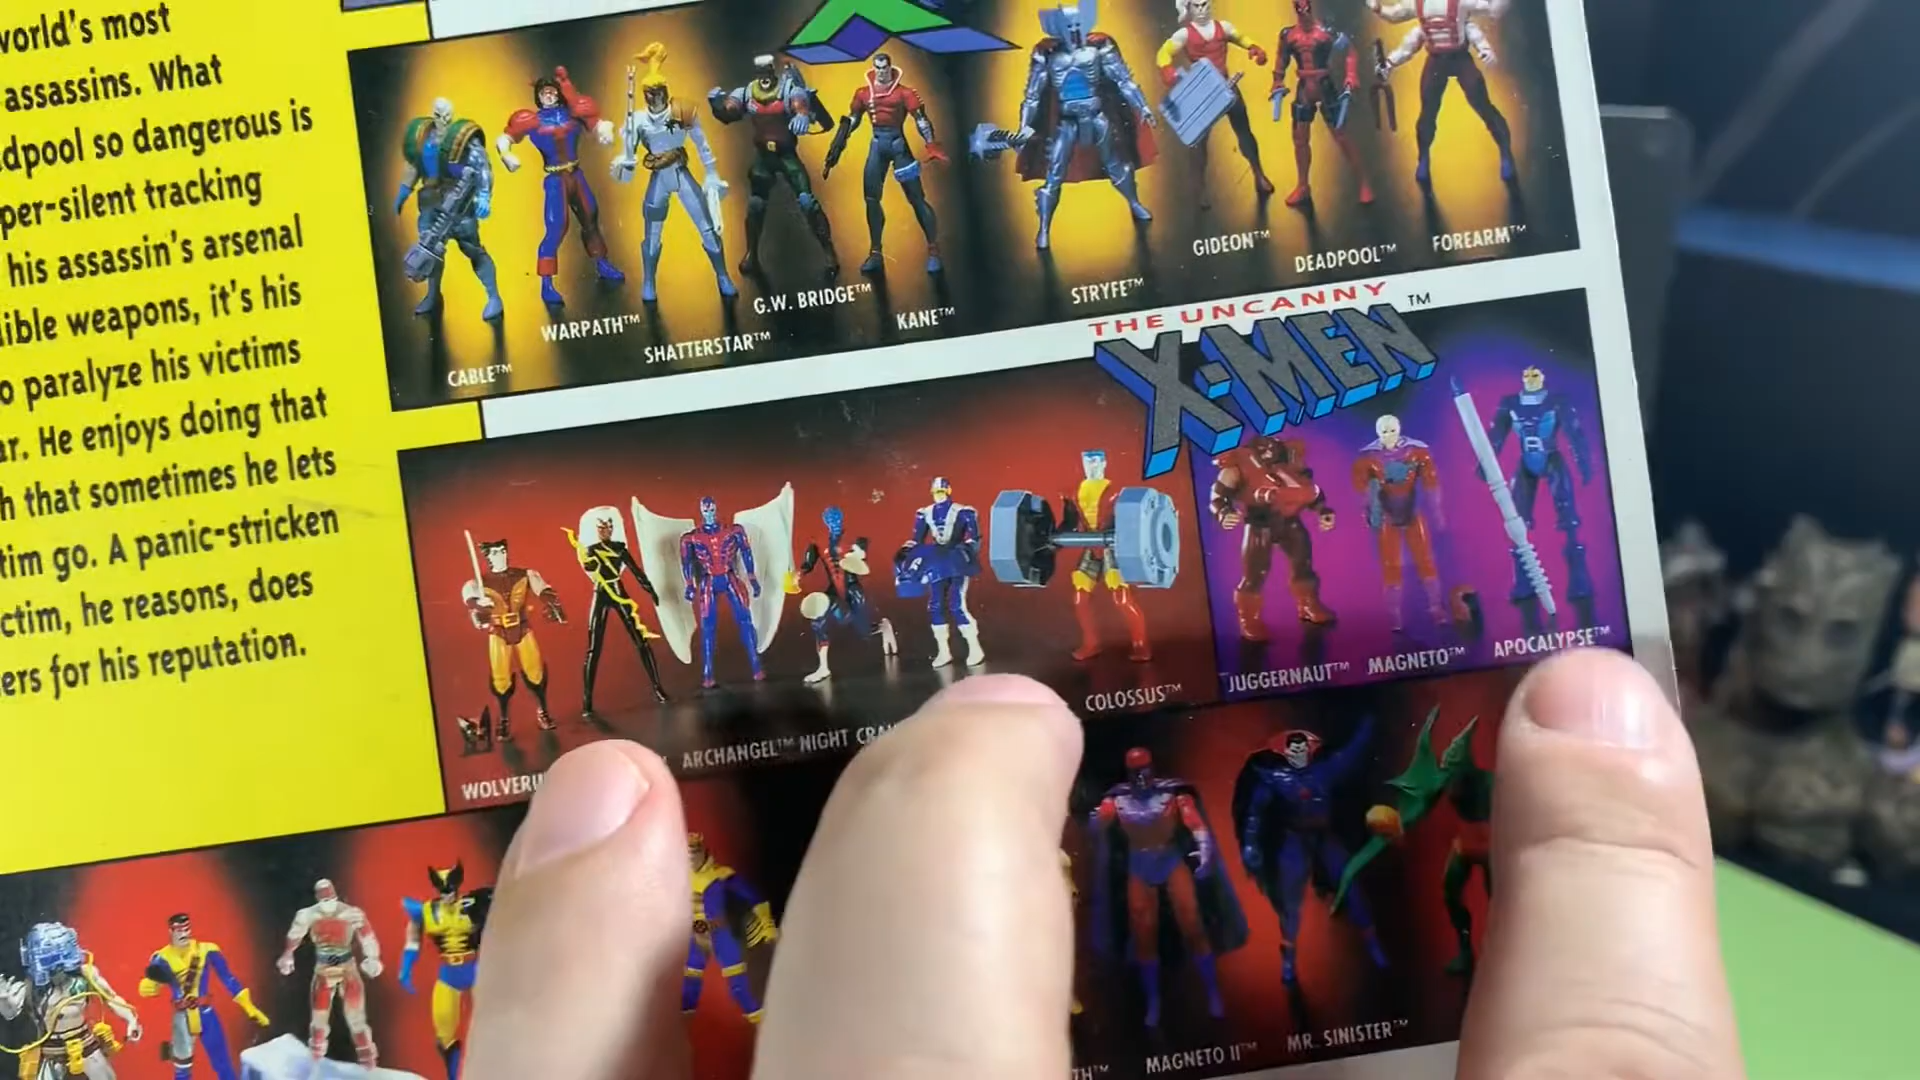 world's most
assassins. What
dpool so dangerous is
per-silent tracking
his assassin's arsenal
ible weapons, it's his
o paralyze his victims
ar. He enjoys doing that
h that sometimes he lets
tim go. A panic-stricken
ctim, he reasons, does
ers for his reputation.
CABLE™
WARPATH™
SHATTERSTAR™
G.W. BRIDGE™
KANE™
STRYFE™
GIDEON™
DEADPOOL™
FOREARM™
THE UNCANNY
X-MEN™
WOLVERI
ARCHANGEL™
NIGHT CRA
COLOSSUS™
JUGGERNAUT™
MAGNETO™
APOCALYPSE™
TH™
MAGNETO II™
MR. SINISTER™